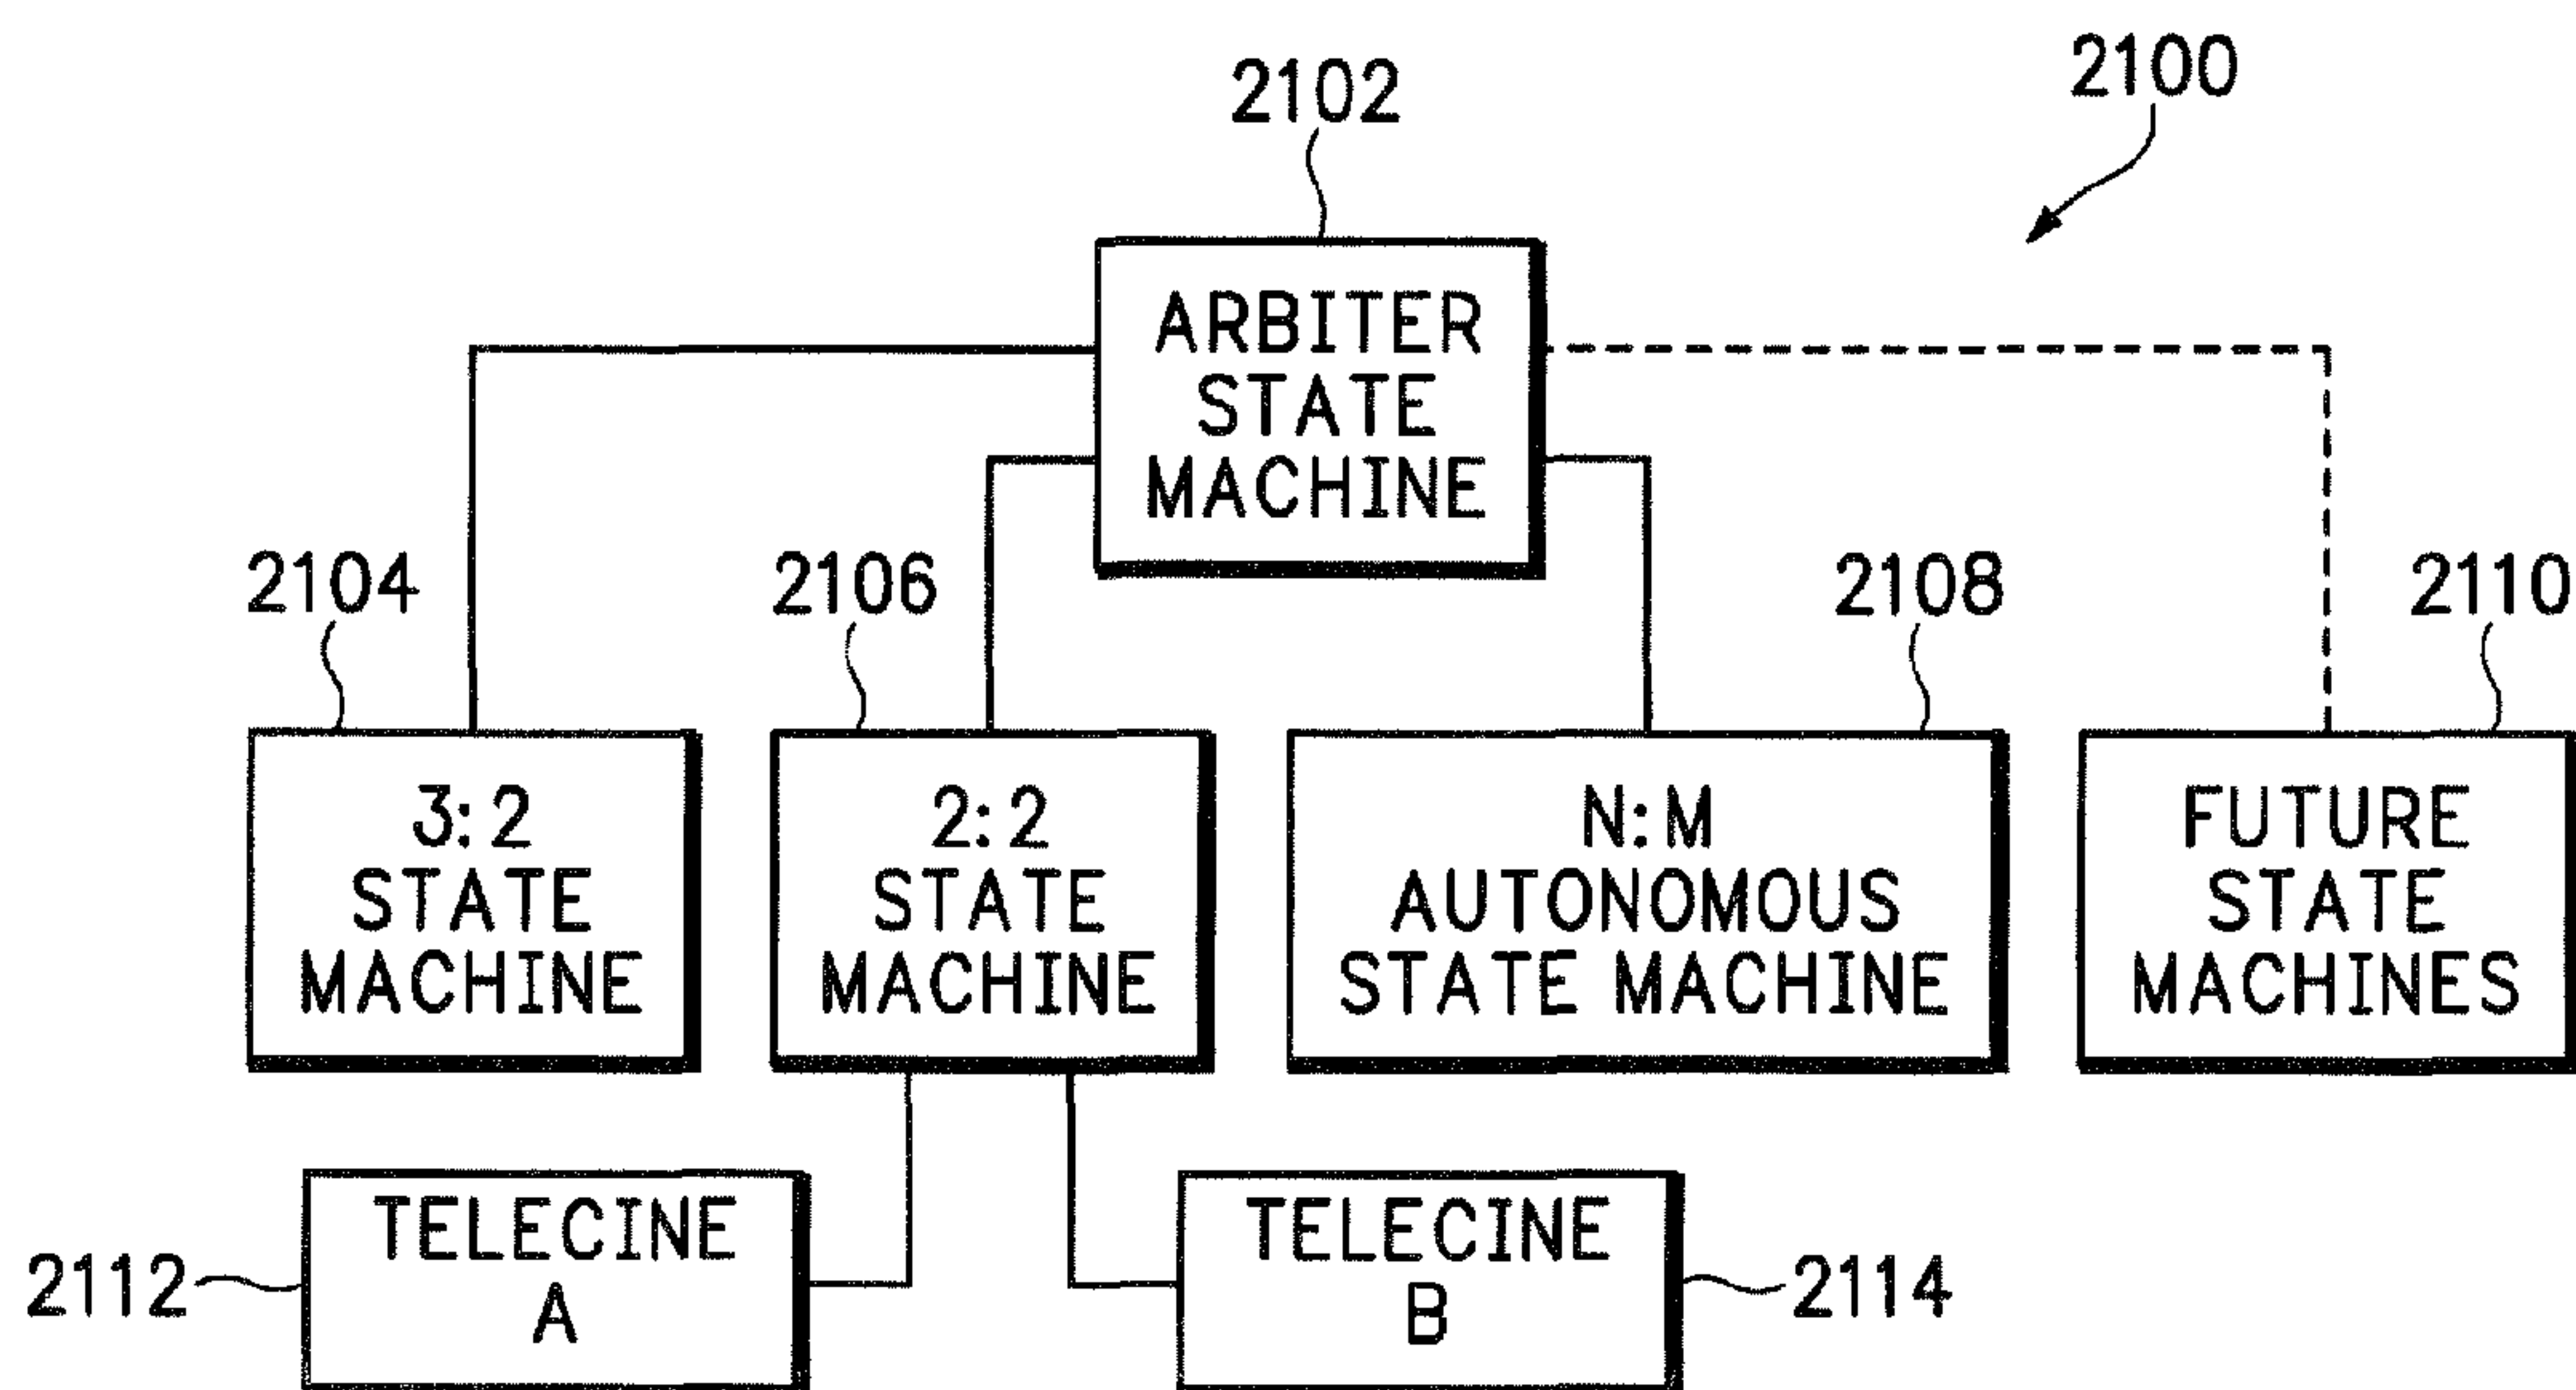 2100
2102
ARBITER
STATE
MACHINE
2104
2106
2108
2110
3:2
STATE
MACHINE
2:2
STATE
MACHINE
N:M
AUTONOMOUS
STATE MACHINE
FUTURE
STATE
MACHINES
2112
TELECINE
A
TELECINE
B
2114